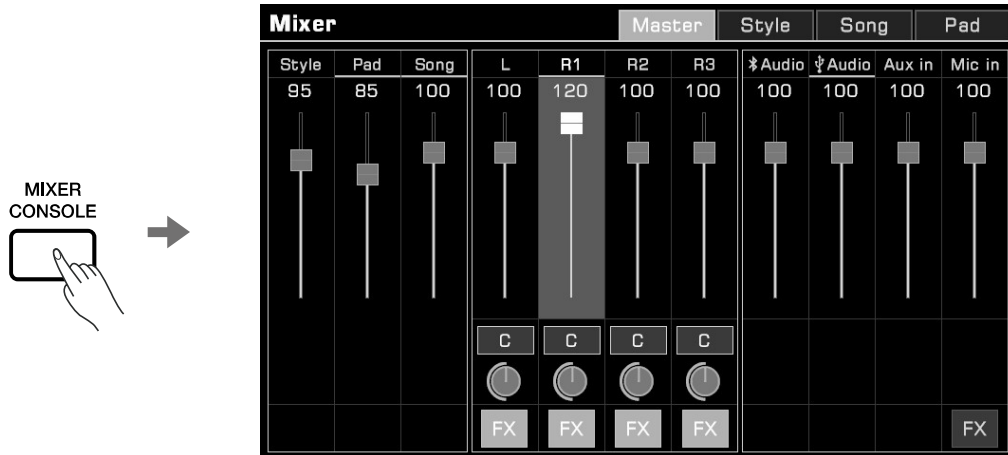 MIXER
CONSOLE
Mixer Master Style Song Pad
Style Pad Song L R1 R2 R3 Audio Audio Aux in Mic in
95 85 100 100 120 100 100 100 100 100 100
C C C C
FX FX FX FX FX